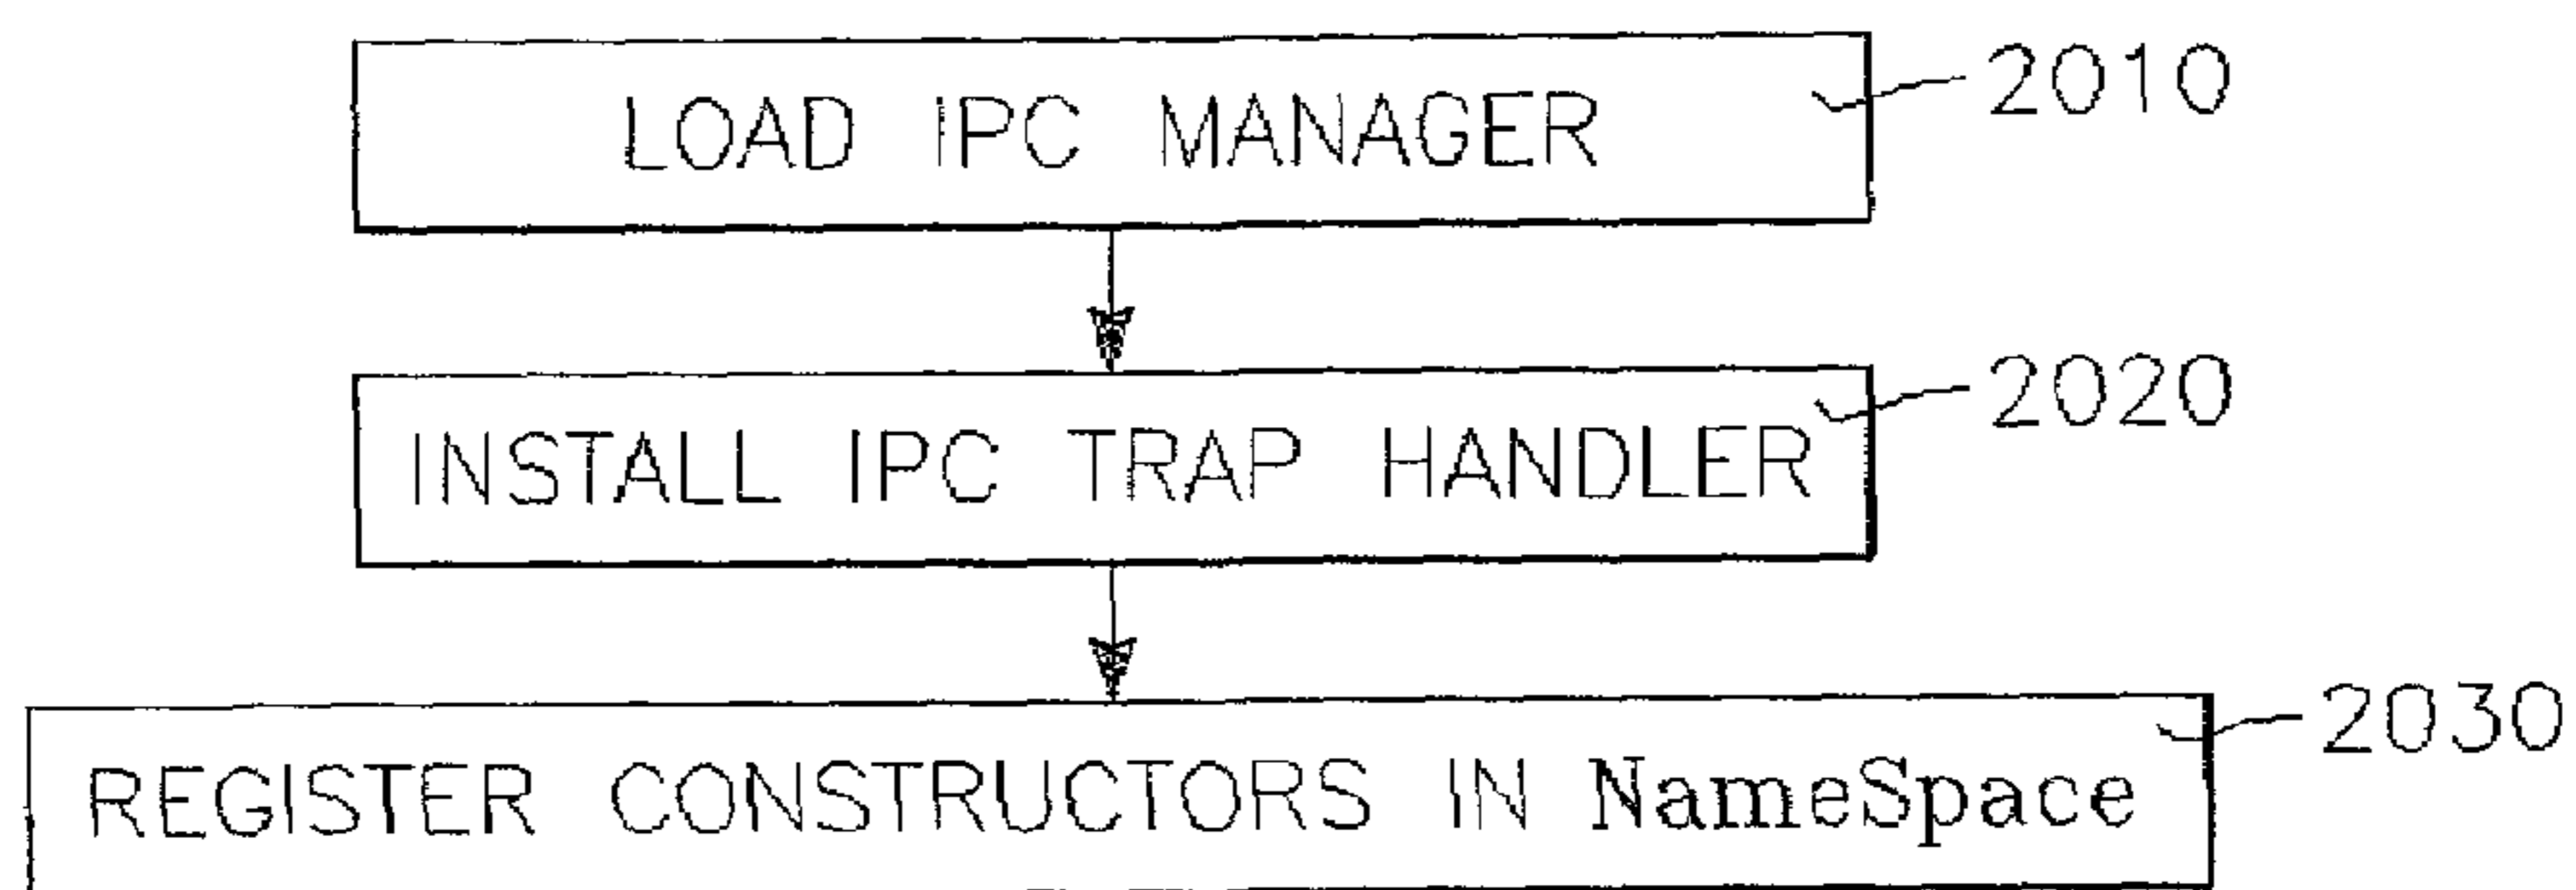 LOAD IPC MANAGER 2010
INSTALL IPC TRAP HANDLER 2020
REGISTER CONSTRUCTORS IN NameSpace 2030